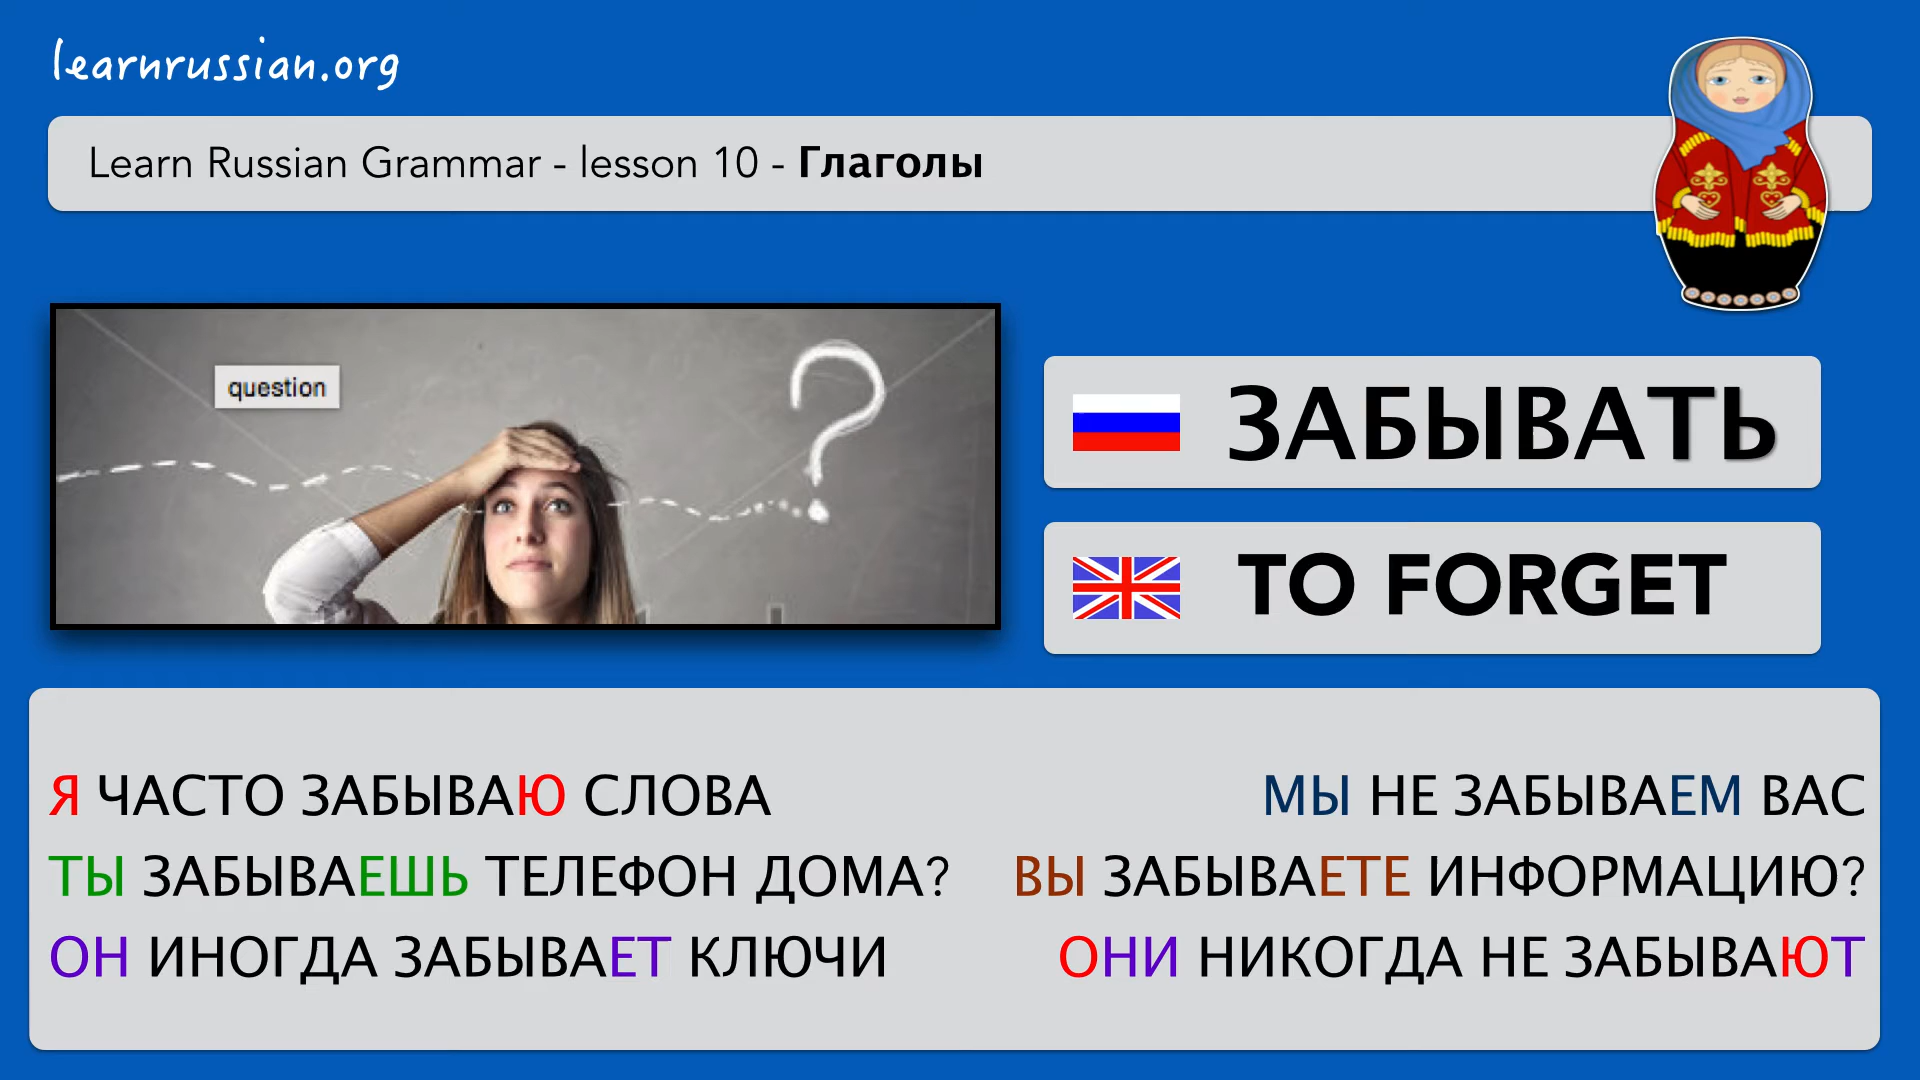 learnrussian.org
Learn Russian Grammar - lesson 10 - Глаголы
question
?
ЗАБЫВАТЬ
TO FORGET
Я ЧАСТО ЗАБЫВАЮ СЛОВА
ТЫ ЗАБЫВАЕШЬ ТЕЛЕФОН ДОМА?
ОН ИНОГДА ЗАБЫВАЕТ КЛЮЧИ
МЫ НЕ ЗАБЫВАЕМ ВАС
ВЫ ЗАБЫВАЕТЕ ИНФОРМАЦИЮ?
ОНИ НИКОГДА НЕ ЗАБЫВАЮТ